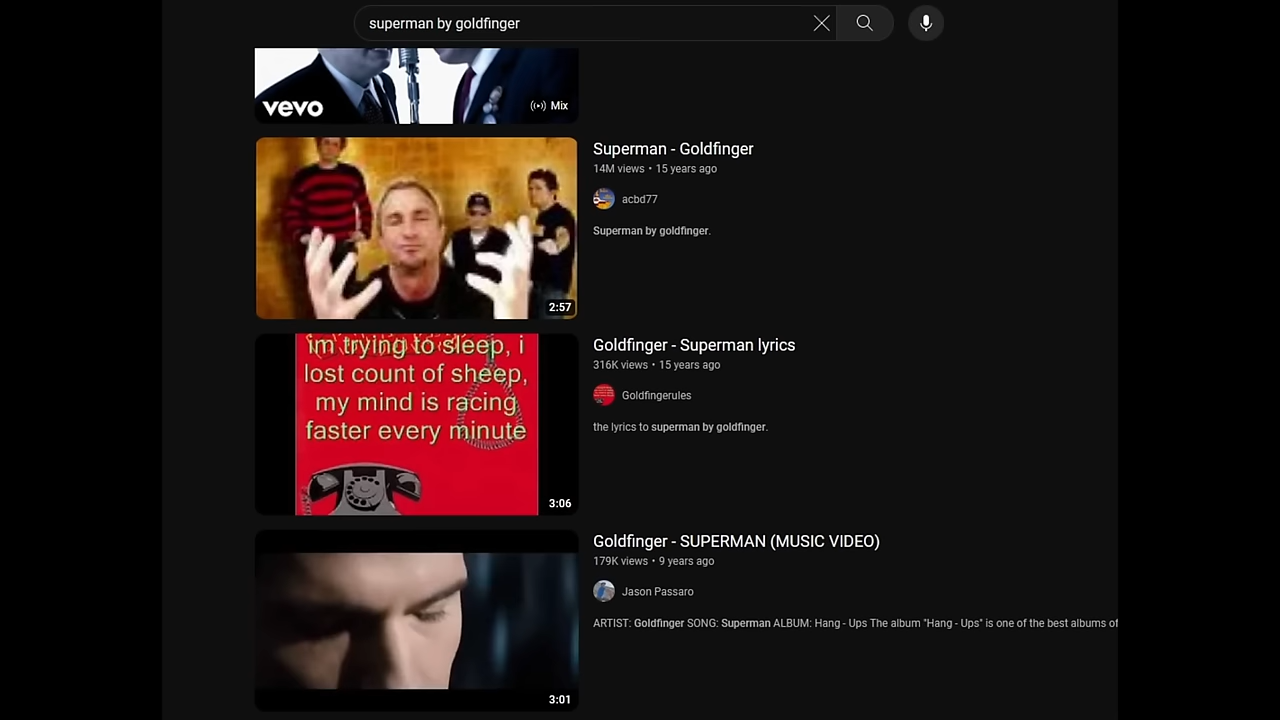 superman by goldfinger
vevo
Mix
Superman - Goldfinger
14M views • 15 years ago
acbd77
Superman by goldfinger.
2:57
im trying to sleep, i
lost count of sheep,
my mind is racing
faster every minute
3:06
Goldfinger - Superman lyrics
316K views • 15 years ago
Goldfingerules
the lyrics to superman by goldfinger.
Goldfinger - SUPERMAN (MUSIC VIDEO)
179K views • 9 years ago
Jason Passaro
ARTIST: Goldfinger SONG: Superman ALBUM: Hang - Ups The album "Hang - Ups" is one of the best albums of
3:01